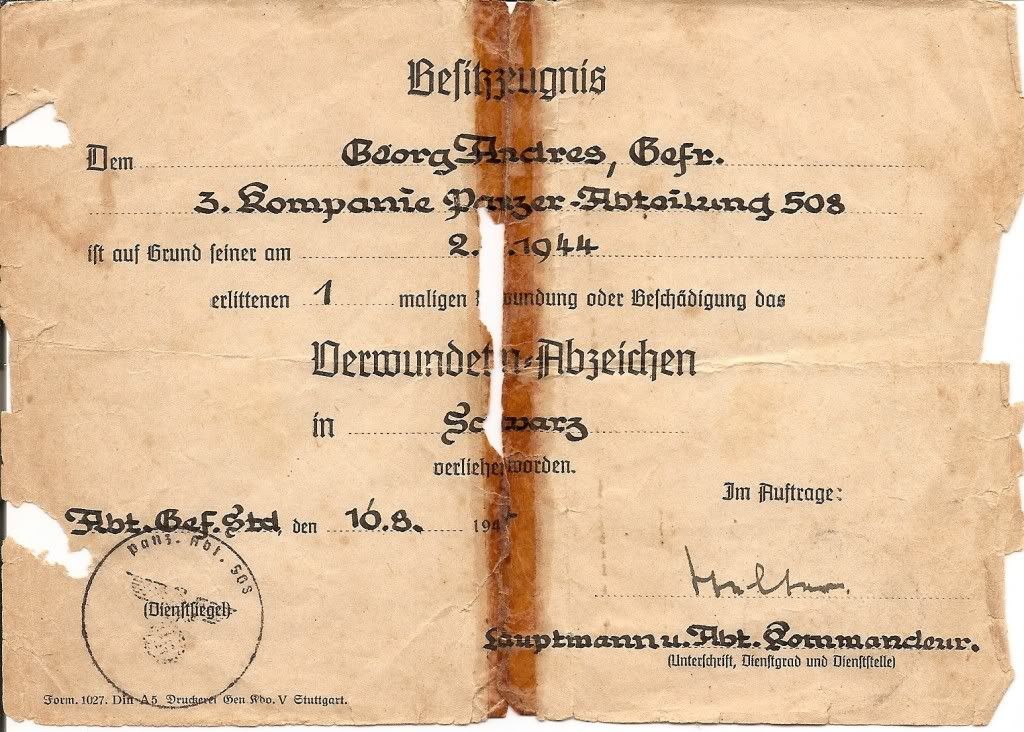 Besitzzeugnis
Dem Georg Andres, Gefr.
3. Kompanie Panzer-Abteilung 508
ist auf Grund seiner am 2. .1944
erlittenen 1 maligen wundung oder Beschädigung das
Verwundeten-Abzeichen
in Schwarz
verliehen worden.
Im Auftrage:
Abt. Gef. Std, den 16.8. 194
Panz. Abt. 508
(Dienstsiegel)
Hauptmann u. Abt. Kommandeur.
(Unterschrift, Dienstgrad und Dienststelle)
Form. 1027. Din A5 Druckerei Gen Kdo. V Stuttgart.